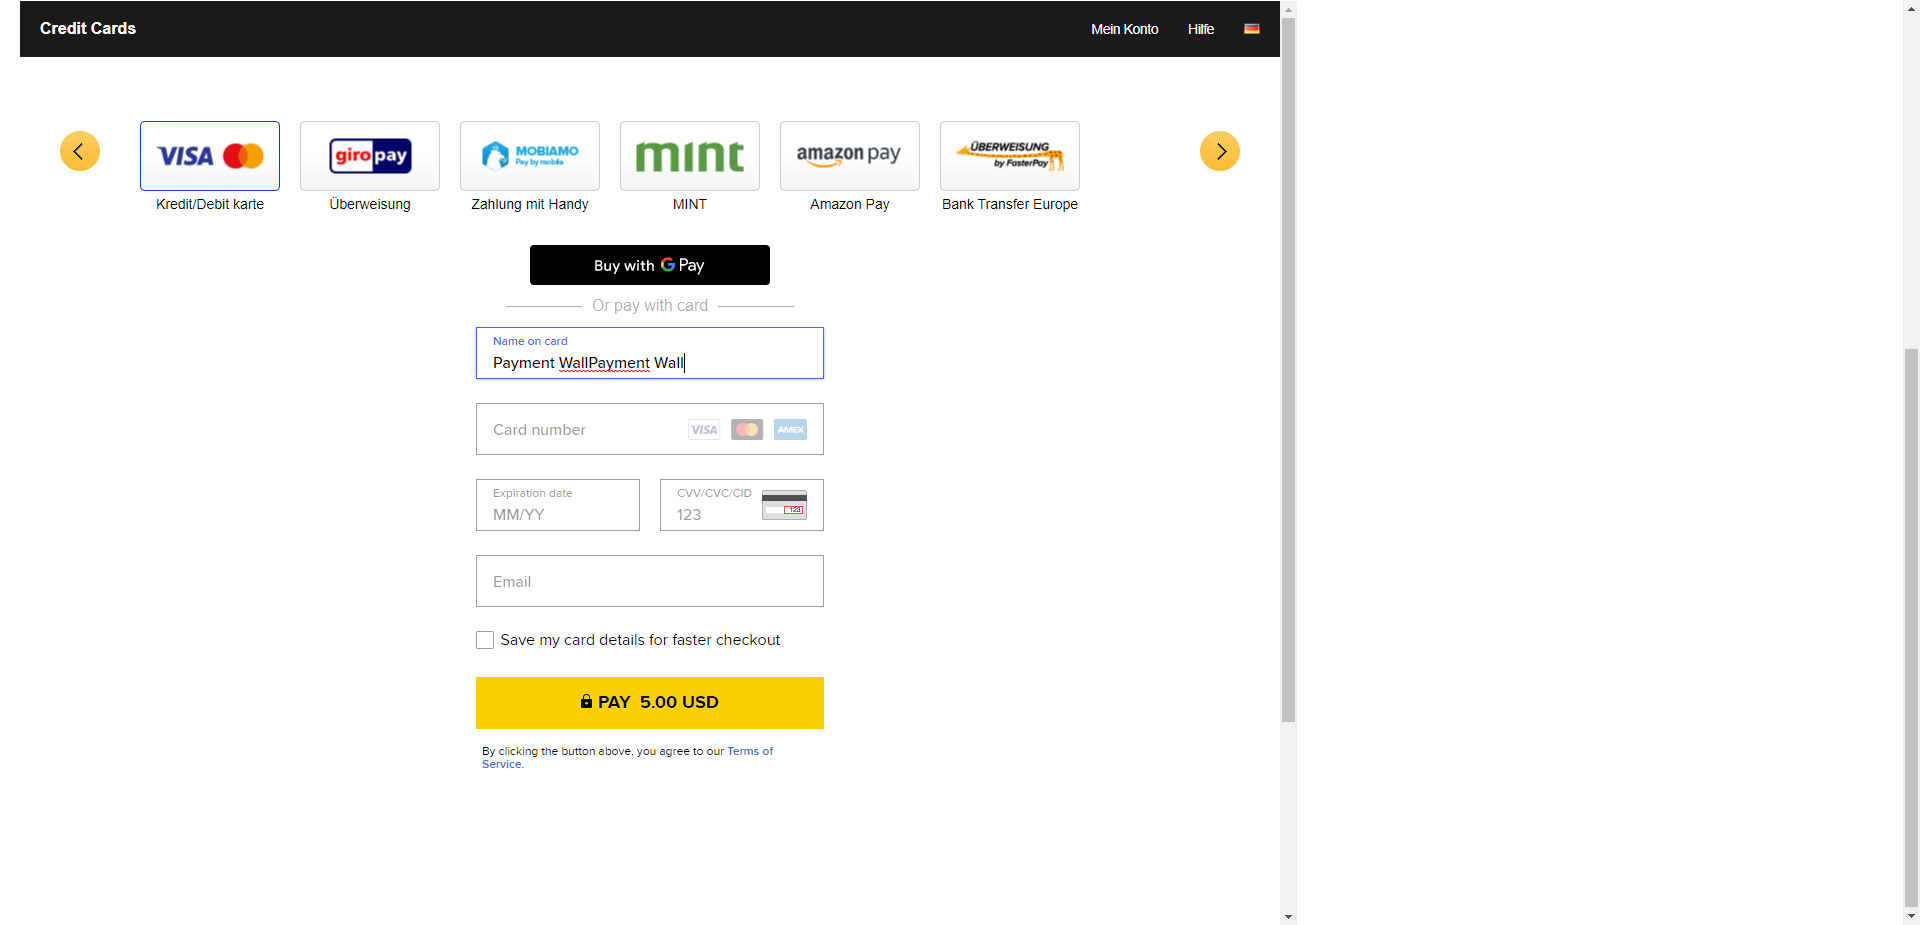 Credit Cards
Mein Konto Hilfe
VISA
giropay
MOBIAMO
Pay by mobile
mint
amazon pay
ÜBERWEISUNG
by FasterPay
Kredit/Debit karte
Überweisung
Zahlung mit Handy
MINT
Amazon Pay
Bank Transfer Europe
Buy with G Pay
Or pay with card
Name on card
Payment WallPayment Wall
Card number
VISA
AMEX
Expiration date
MM/YY
CVV/CVC/CID
123
123
Email
Save my card details for faster checkout
PAY 5.00 USD
By clicking the button above, you agree to our Terms of
Service.